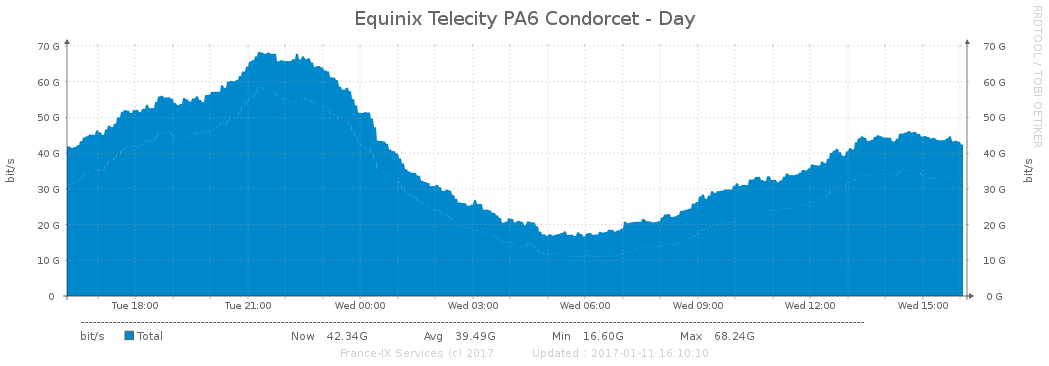 Equinix Telecity PA6 Condorcet - Day
RRDTOOL / TOBI OETIKER
bit/s
70 G
60 G
50 G
40 G
30 G
20 G
10 G
0
70 G
60 G
50 G
40 G
30 G
20 G
10 G
0 G
bit/s
Tue 18:00 Tue 21:00 Wed 00:00 Wed 03:00 Wed 06:00 Wed 09:00 Wed 12:00 Wed 15:00
bit/s Total Now 42.34G Avg 39.49G Min 16.60G Max 68.24G
France-IX Services (c) 2017 Updated : 2017-01-11 16:10:10